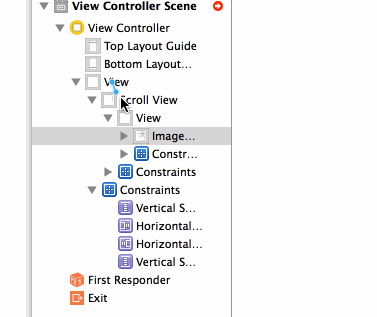 View Controller Scene
View Controller
Top Layout Guide
Bottom Layout...
View
Scroll View
View
Image...
Constr...
Constraints
Constraints
Vertical S...
Horizontal...
Horizontal...
Vertical S...
First Responder
Exit